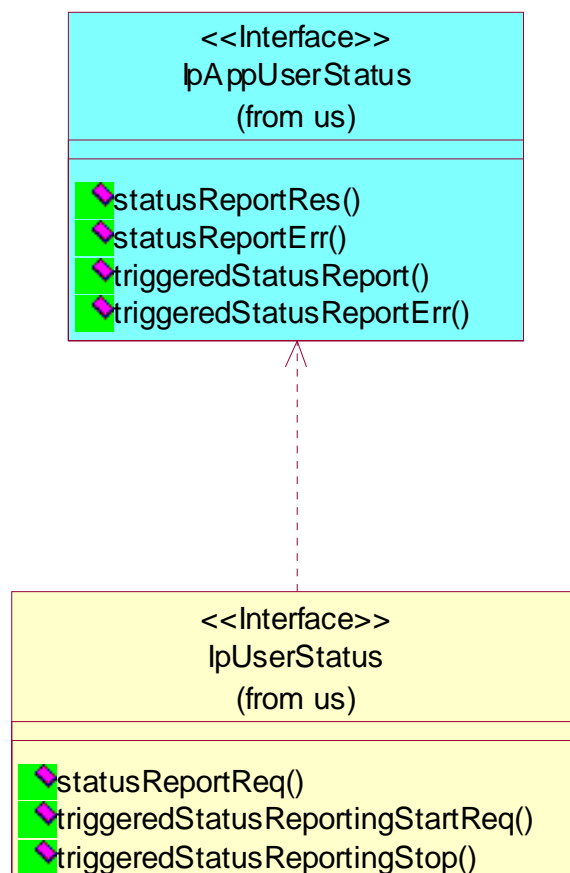 <<Interface>>
IpAppUserStatus
(from us)
statusReportRes()
statusReportErr()
triggeredStatusReport()
triggeredStatusReportErr()
<<Interface>>
IpUserStatus
(from us)
statusReportReq()
triggeredStatusReportingStartReq()
triggeredStatusReportingStop()